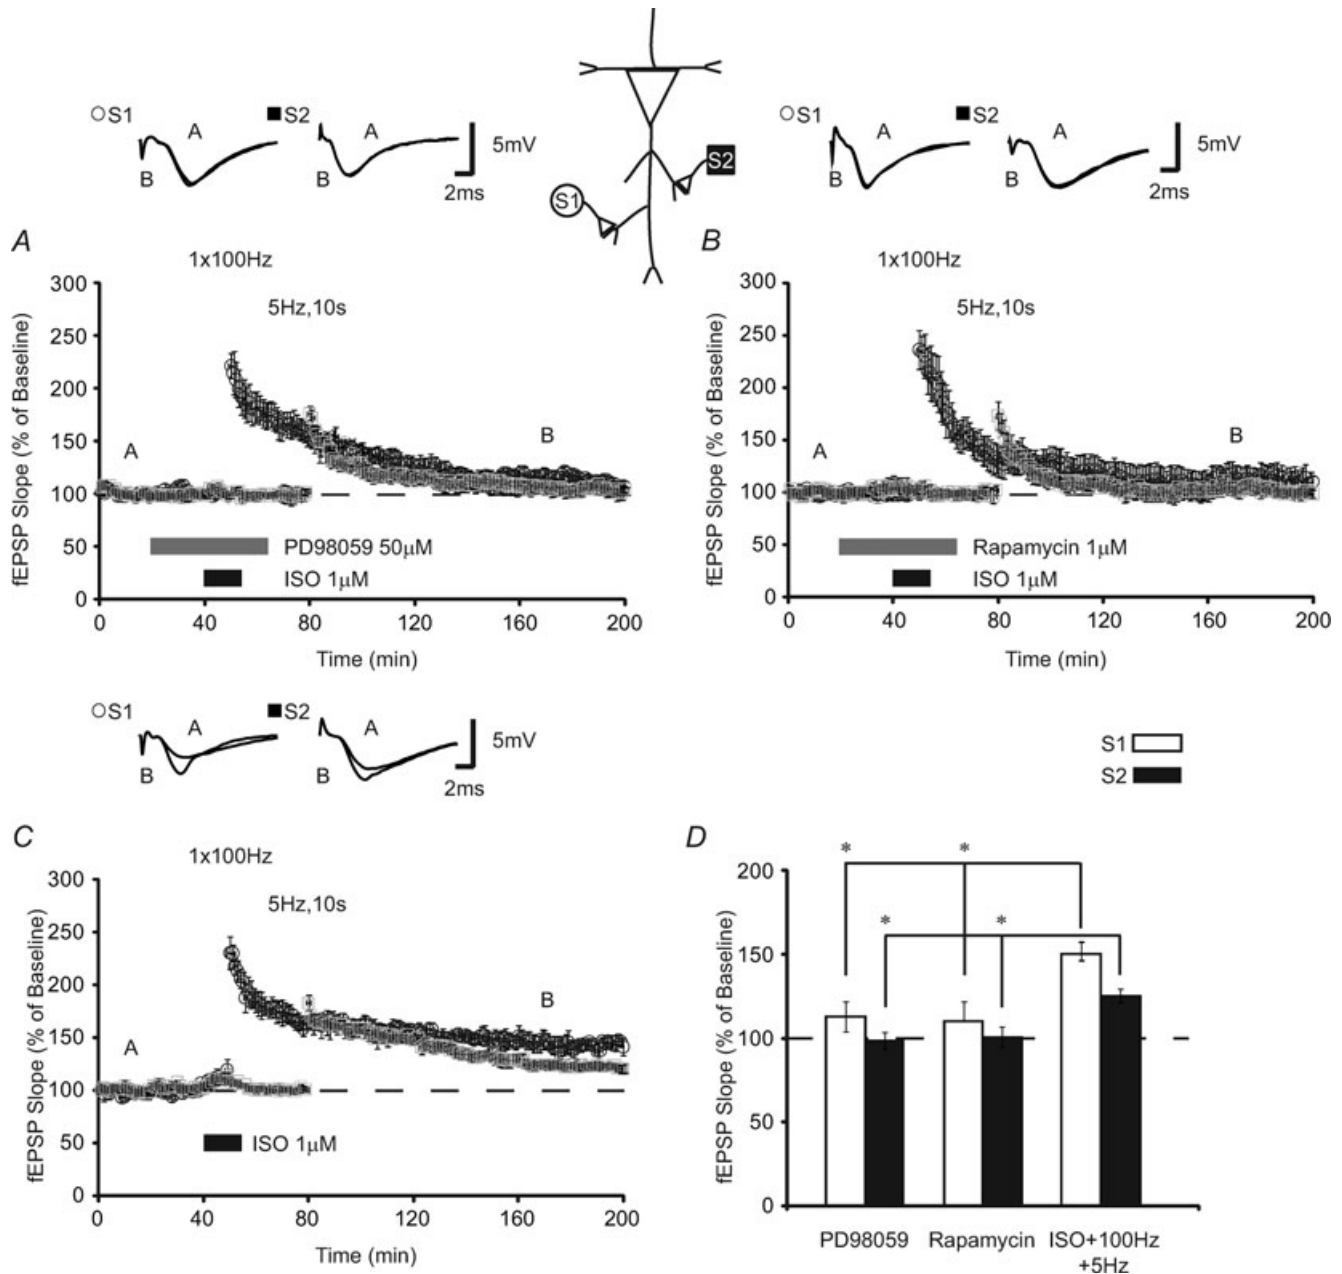 S1
A
B
S2
A
B
5mV
2ms
S2
S1
S1
A
B
S2
A
B
5mV
2ms
A
1x100Hz
5Hz,10s
fEPSP Slope (% of Baseline)
300
250
200
150
100
50
0
A
B
PD98059 50μM
ISO 1μM
0
40
80
120
160
200
Time (min)
B
1x100Hz
5Hz,10s
fEPSP Slope (% of Baseline)
300
250
200
150
100
50
0
A
B
Rapamycin 1μM
ISO 1μM
0
40
80
120
160
200
Time (min)
S1
A
B
S2
A
B
5mV
2ms
S1
S2
C
1x100Hz
5Hz,10s
fEPSP Slope (% of Baseline)
300
250
200
150
100
50
0
A
B
ISO 1μM
0
40
80
120
160
200
Time (min)
D
fEPSP Slope (% of Baseline)
200
150
100
50
0
*
*
*
*
PD98059
Rapamycin
ISO+100Hz
+5Hz